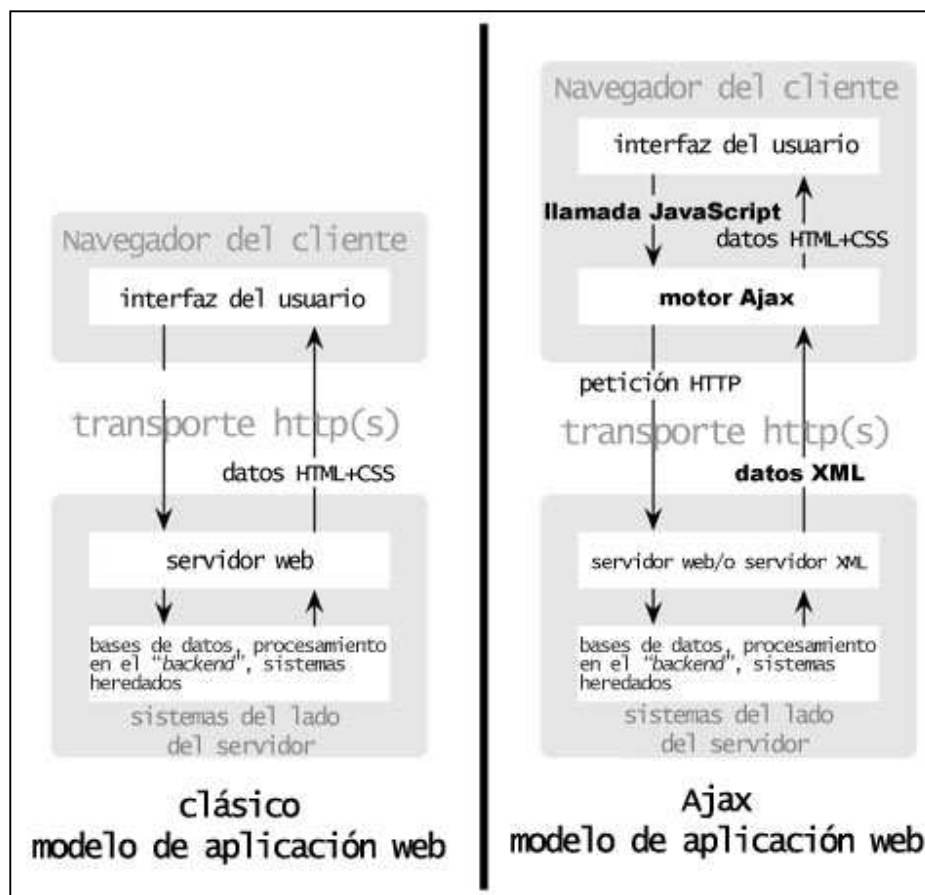 Navegador del cliente
interfaz del usuario
transporte http(s)
datos HTML+CSS
servidor web
bases de datos, procesamiento
en el "backend", sistemas
heredados
sistemas del lado
del servidor
clásico
modelo de aplicación web
Navegador del cliente
interfaz del usuario
llamada JavaScript
datos HTML+CSS
motor Ajax
petición HTTP
transporte http(s)
datos XML
servidor web/o servidor XML
bases de datos, procesamiento
en el "backend", sistemas
heredados
sistemas del lado
del servidor
Ajax
modelo de aplicación web